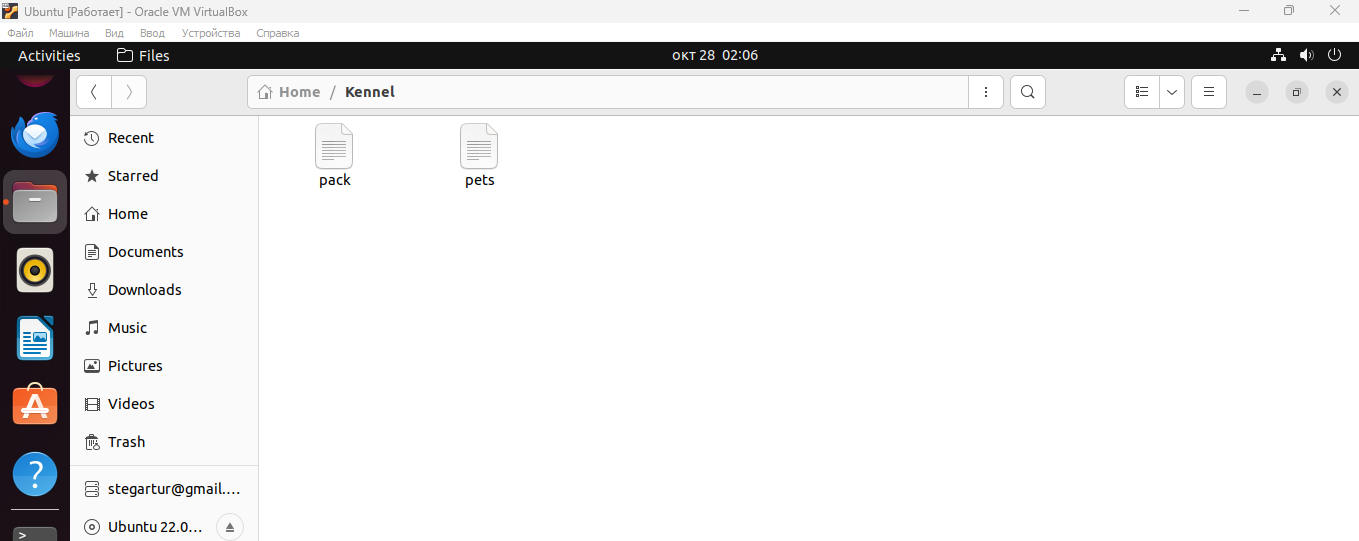 Ubuntu [Работает] - Oracle VM VirtualBox
Файл Машина Вид Ввод Устройства Справка
Activities Files окт 28 02:06
Home / Kennel
Recent
Starred
Home
Documents
Downloads
Music
Pictures
Videos
Trash
stegartur@gmail....
Ubuntu 22.0...
pack pets